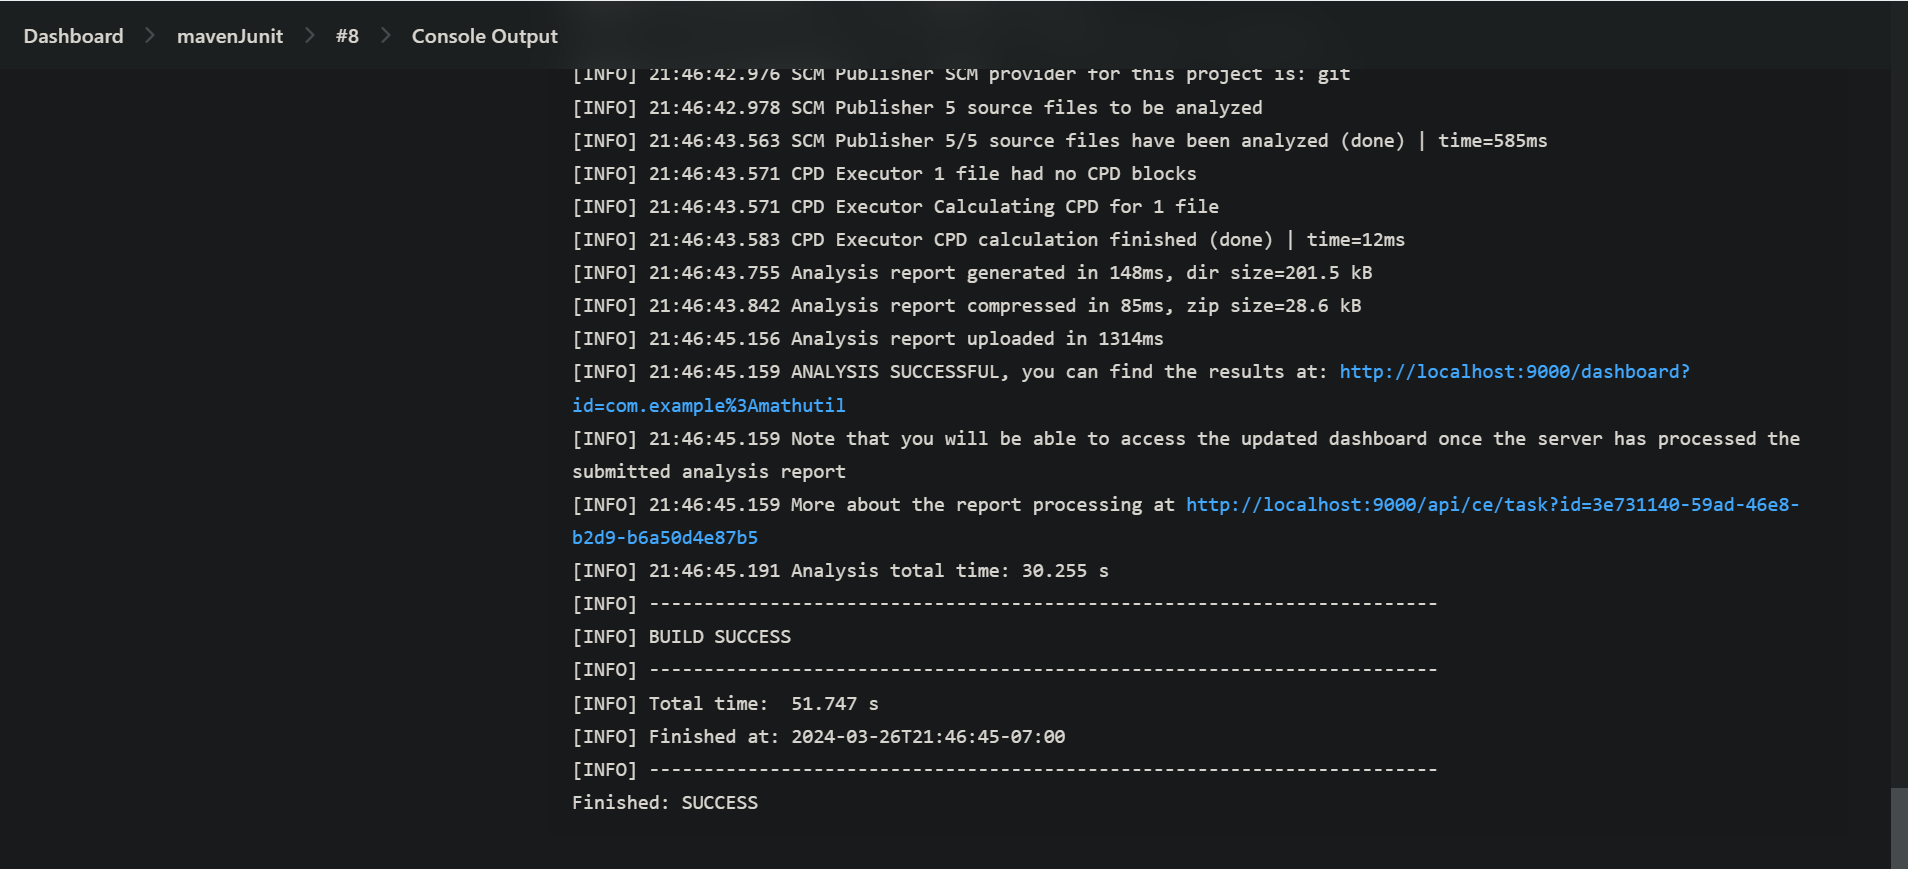 Dashboard > mavenJunit > #8 > Console Output
[INFO] 21:46:42.976 SCM Publisher SCM provider for this project is: git
[INFO] 21:46:42.978 SCM Publisher 5 source files to be analyzed
[INFO] 21:46:43.563 SCM Publisher 5/5 source files have been analyzed (done) | time=585ms
[INFO] 21:46:43.571 CPD Executor 1 file had no CPD blocks
[INFO] 21:46:43.571 CPD Executor Calculating CPD for 1 file
[INFO] 21:46:43.583 CPD Executor CPD calculation finished (done) | time=12ms
[INFO] 21:46:43.755 Analysis report generated in 148ms, dir size=201.5 kB
[INFO] 21:46:43.842 Analysis report compressed in 85ms, zip size=28.6 kB
[INFO] 21:46:45.156 Analysis report uploaded in 1314ms
[INFO] 21:46:45.159 ANALYSIS SUCCESSFUL, you can find the results at: http://localhost:9000/dashboard?
id=com.example%3Amathutil
[INFO] 21:46:45.159 Note that you will be able to access the updated dashboard once the server has processed the
submitted analysis report
[INFO] 21:46:45.159 More about the report processing at http://localhost:9000/api/ce/task?id=3e731140-59ad-46e8-
b2d9-b6a50d4e87b5
[INFO] 21:46:45.191 Analysis total time: 30.255 s
[INFO] ------------------------------------------------------------------------
[INFO] BUILD SUCCESS
[INFO] ------------------------------------------------------------------------
[INFO] Total time:  51.747 s
[INFO] Finished at: 2024-03-26T21:46:45-07:00
[INFO] ------------------------------------------------------------------------
Finished: SUCCESS